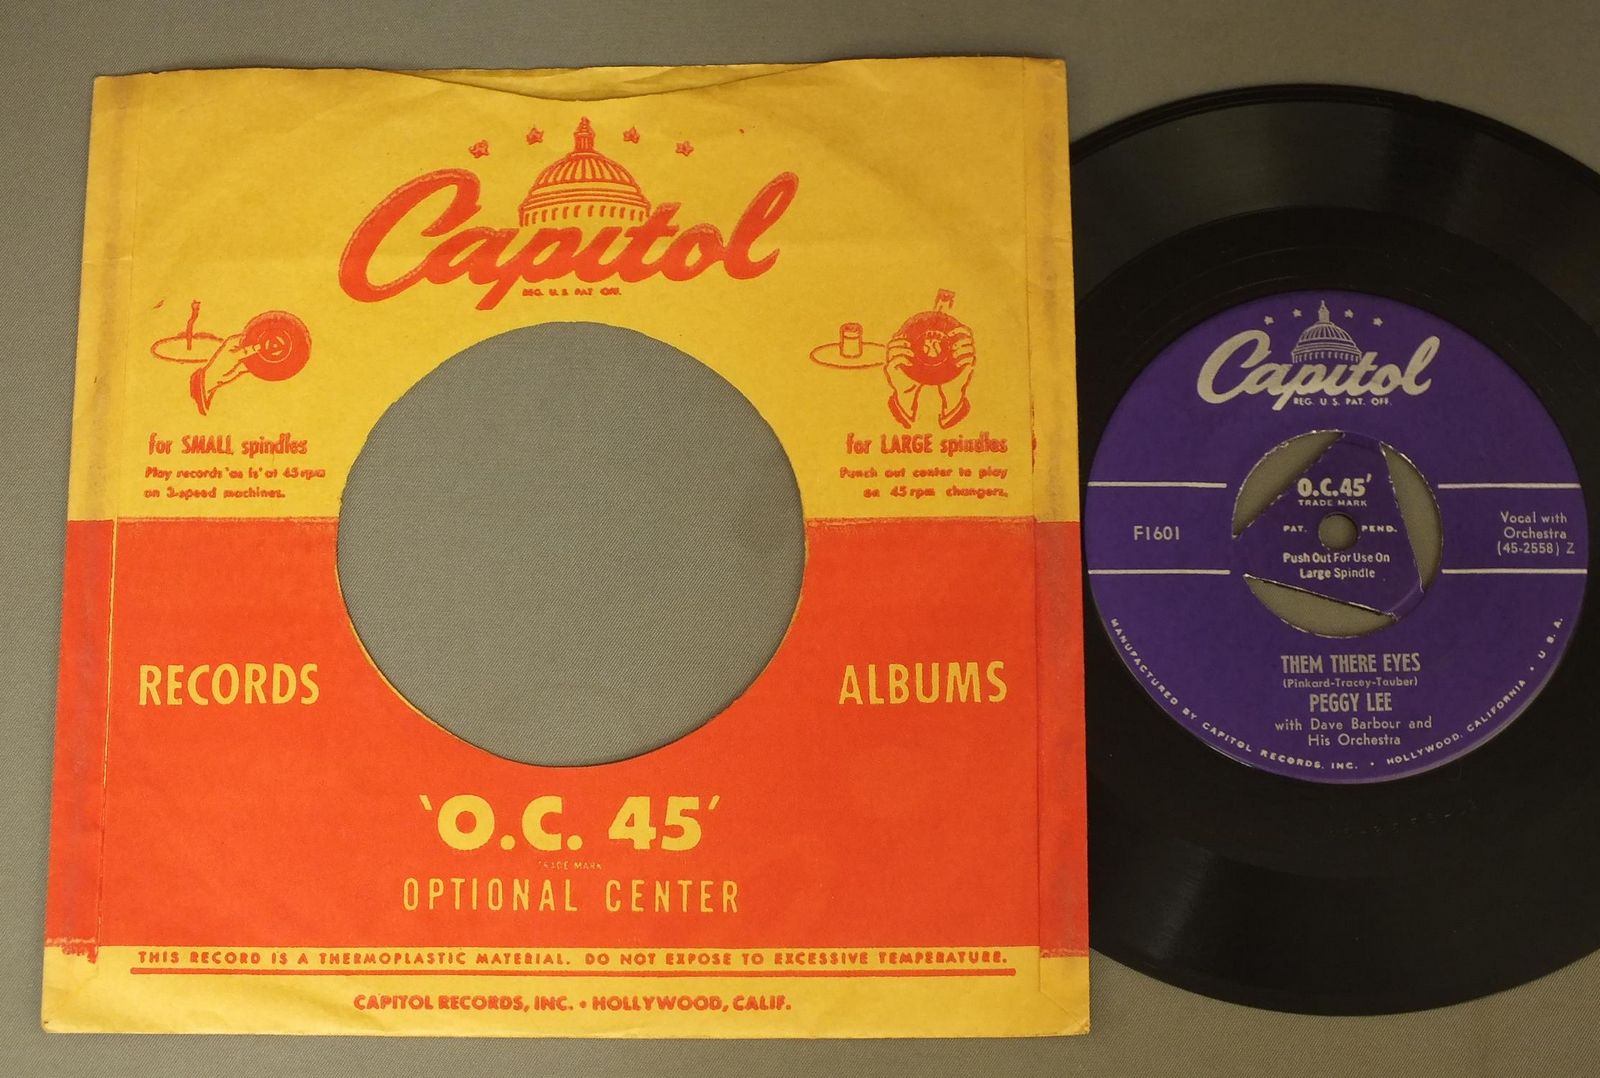 Capitol
REG. U.S. PAT. OFF.
for SMALL spindles
Play records 'as is' at 45 rpm
on 3-speed machines.
for LARGE spindles
Punch out center to play
on 45 rpm changers.
RECORDS
ALBUMS
'O.C. 45'
TRADE MARK
OPTIONAL CENTER
THIS RECORD IS A THERMOPLASTIC MATERIAL. DO NOT EXPOSE TO EXCESSIVE TEMPERATURE.
CAPITOL RECORDS, INC. • HOLLYWOOD, CALIF.
Capitol
REG. U.S. PAT. OFF.
O.C.45'
TRADE MARK
PAT. PEND.
Push Out For Use On
Large Spindle
F1601
Vocal with
Orchestra
(45-2558) Z
THEM THERE EYES
(Pinkard-Tracey-Tauber)
PEGGY LEE
with Dave Barbour and
His Orchestra
MANUFACTURED BY CAPITOL RECORDS, INC. • HOLLYWOOD, CALIFORNIA • U.S.A.